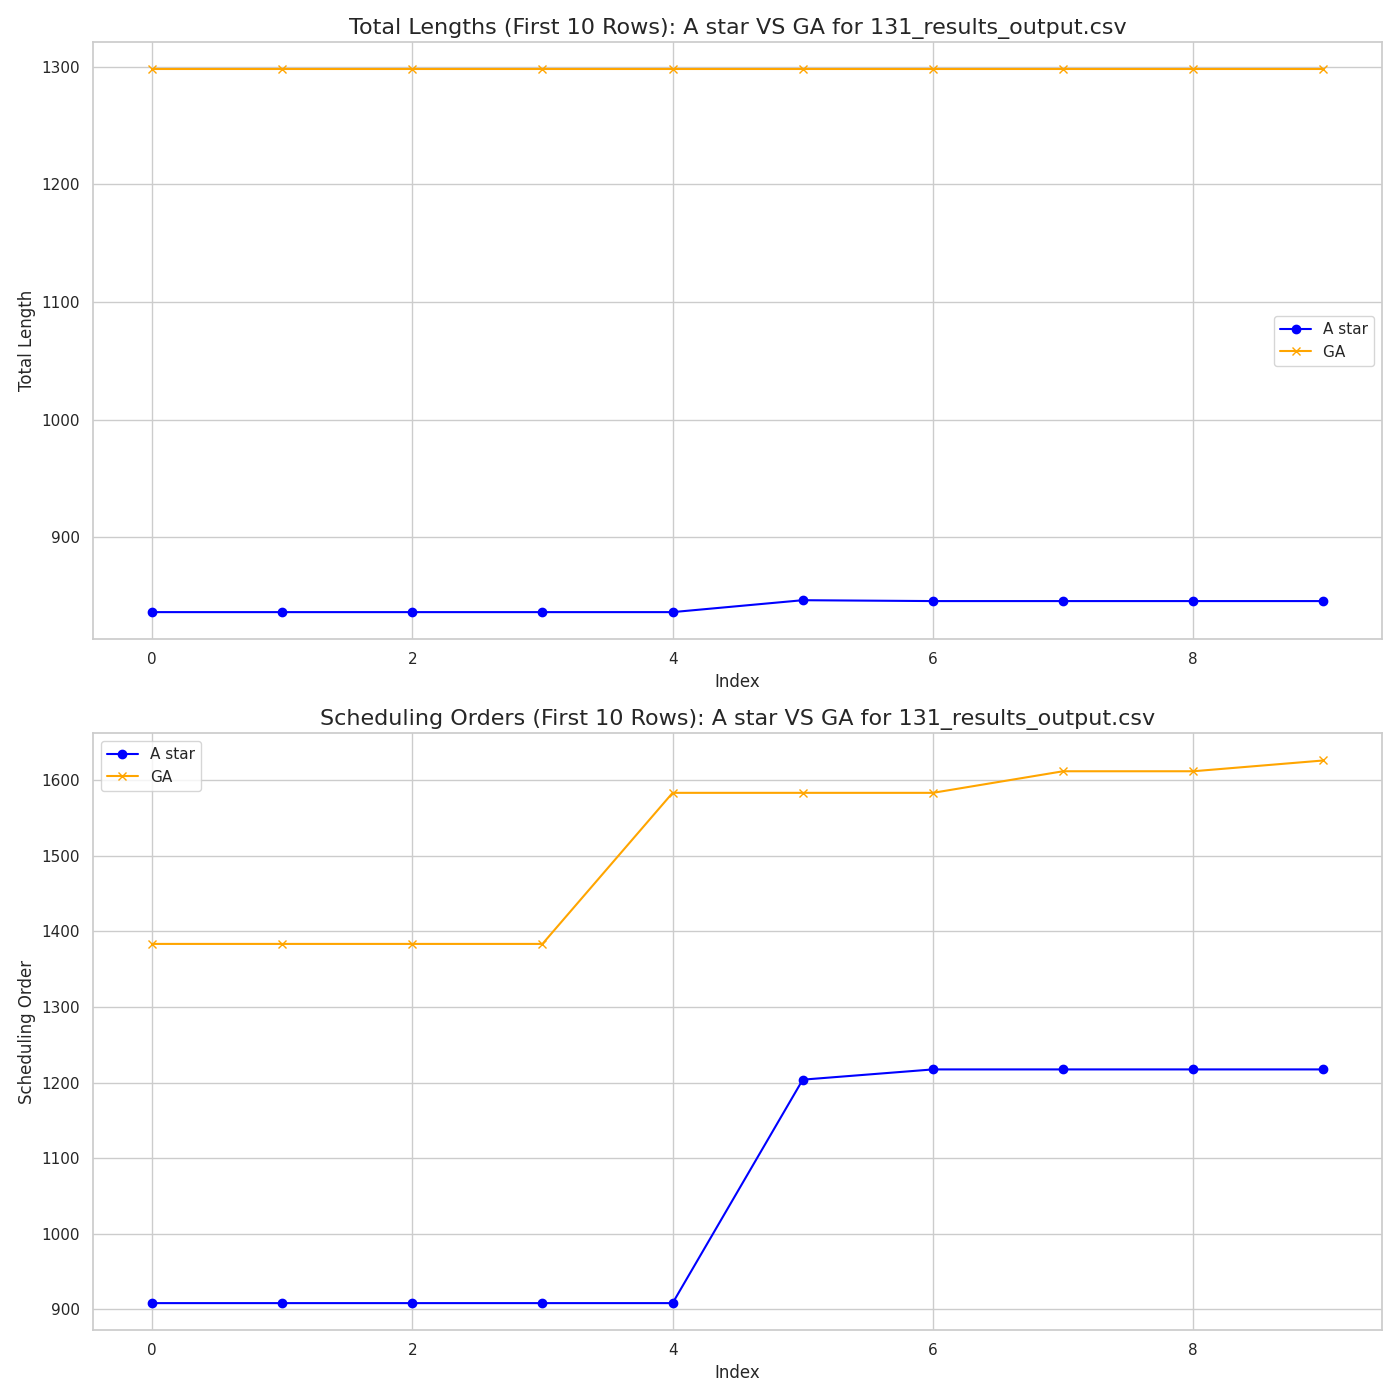 Total Lengths (First 10 Rows): A star VS GA for 131_results_output.csv
1300
1200
1100
1000
900
Total Length
A star
GA
0 2 4 6 8
Index
Scheduling Orders (First 10 Rows): A star VS GA for 131_results_output.csv
A star
GA
1600
1500
1400
1300
1200
1100
1000
900
Scheduling Order
0 2 4 6 8
Index